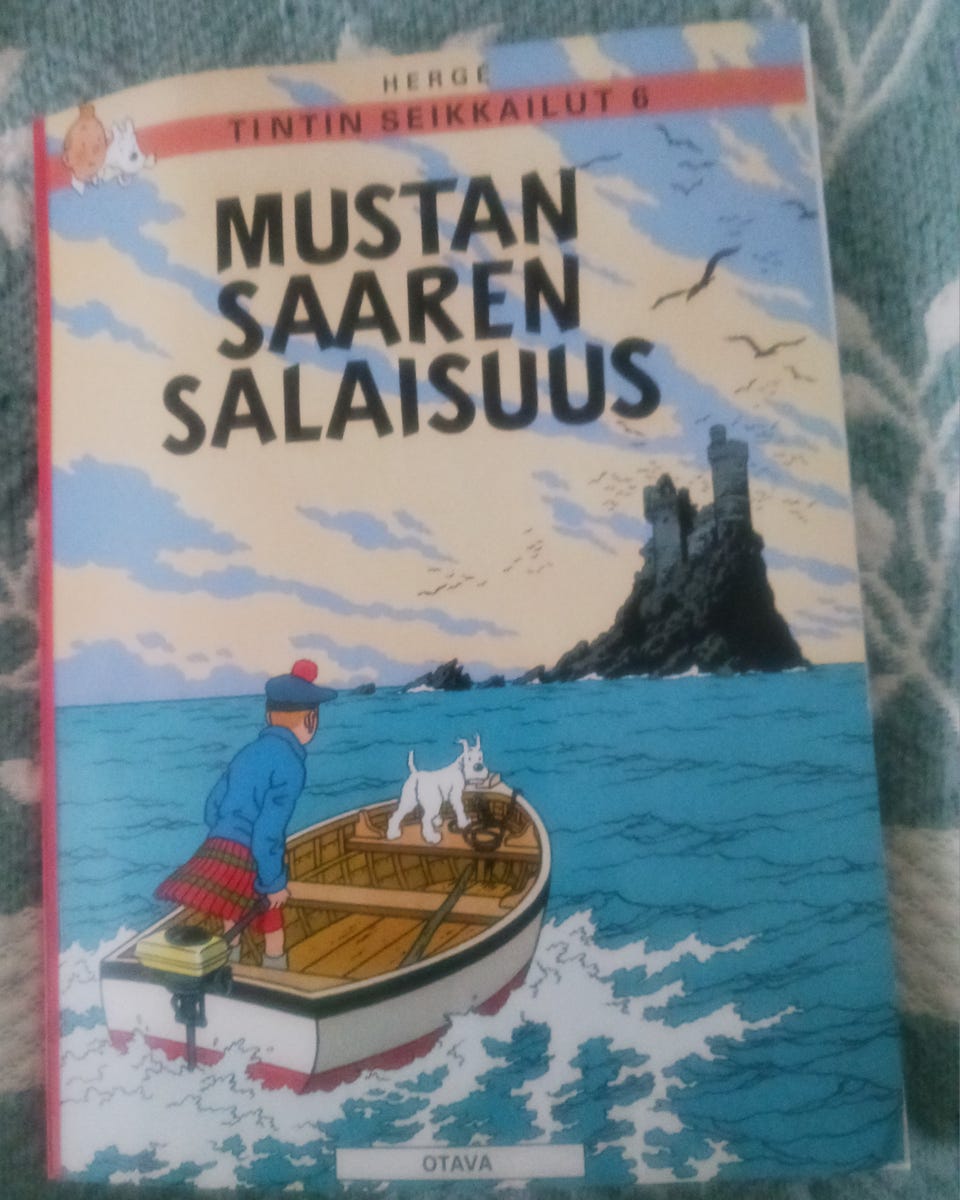 HERGÉ
TINTIN SEIKKAILUT 6
MUSTAN
SAAREN
SALAISUUS
OTAVA